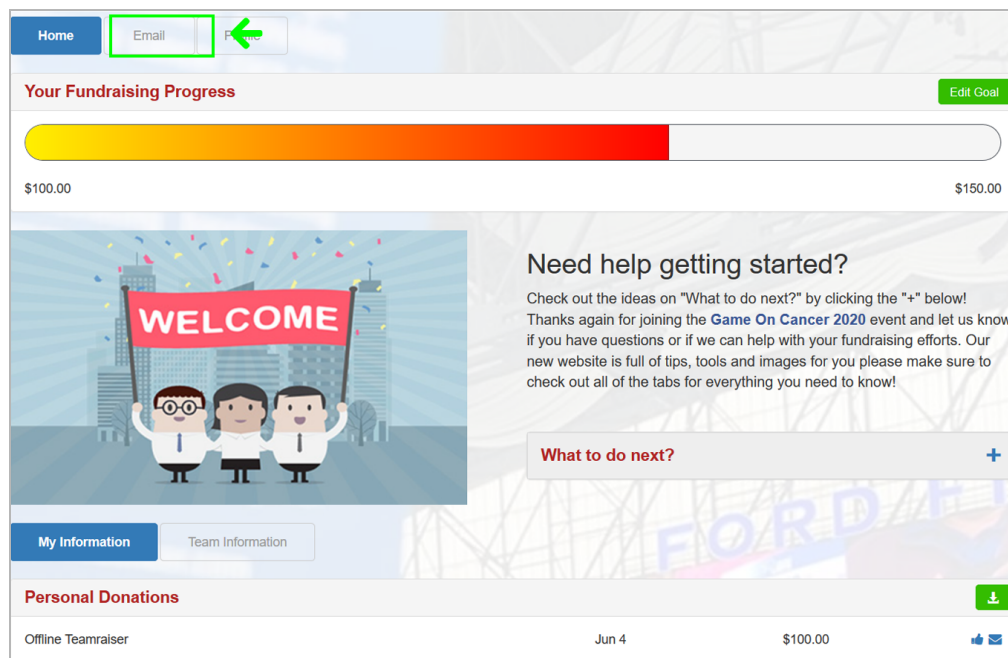 Home Email Profile
Your Fundraising Progress Edit Goal
$100.00 $150.00
WELCOME
Need help getting started?
Check out the ideas on "What to do next?" by clicking the "+" below!
Thanks again for joining the Game On Cancer 2020 event and let us know
if you have questions or if we can help with your fundraising efforts. Our
new website is full of tips, tools and images for you please make sure to
check out all of the tabs for everything you need to know!
What to do next? +
FORD FI
My Information Team Information
Personal Donations
Offline Teamraiser Jun 4 $100.00